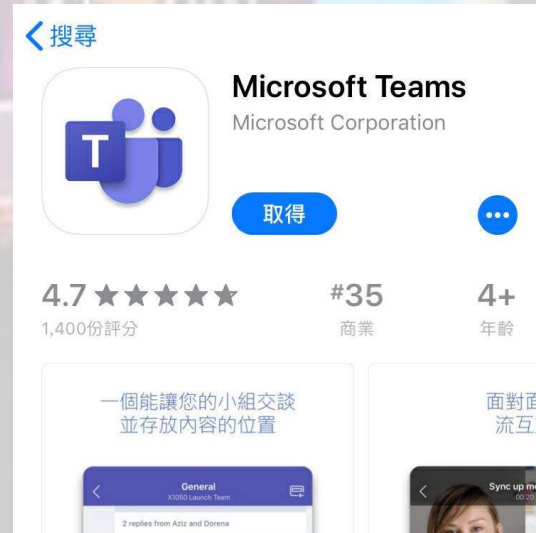 搜尋
T
Microsoft Teams
Microsoft Corporation
取得
4.7
#35
4+
1,400份評分
商業
年齡
一個能讓您的小組交談
並存放內容的位置
面對面
流互
General
X1050 Launch Team
2 replies from Aziz and Dorena
Sync up me
00:20